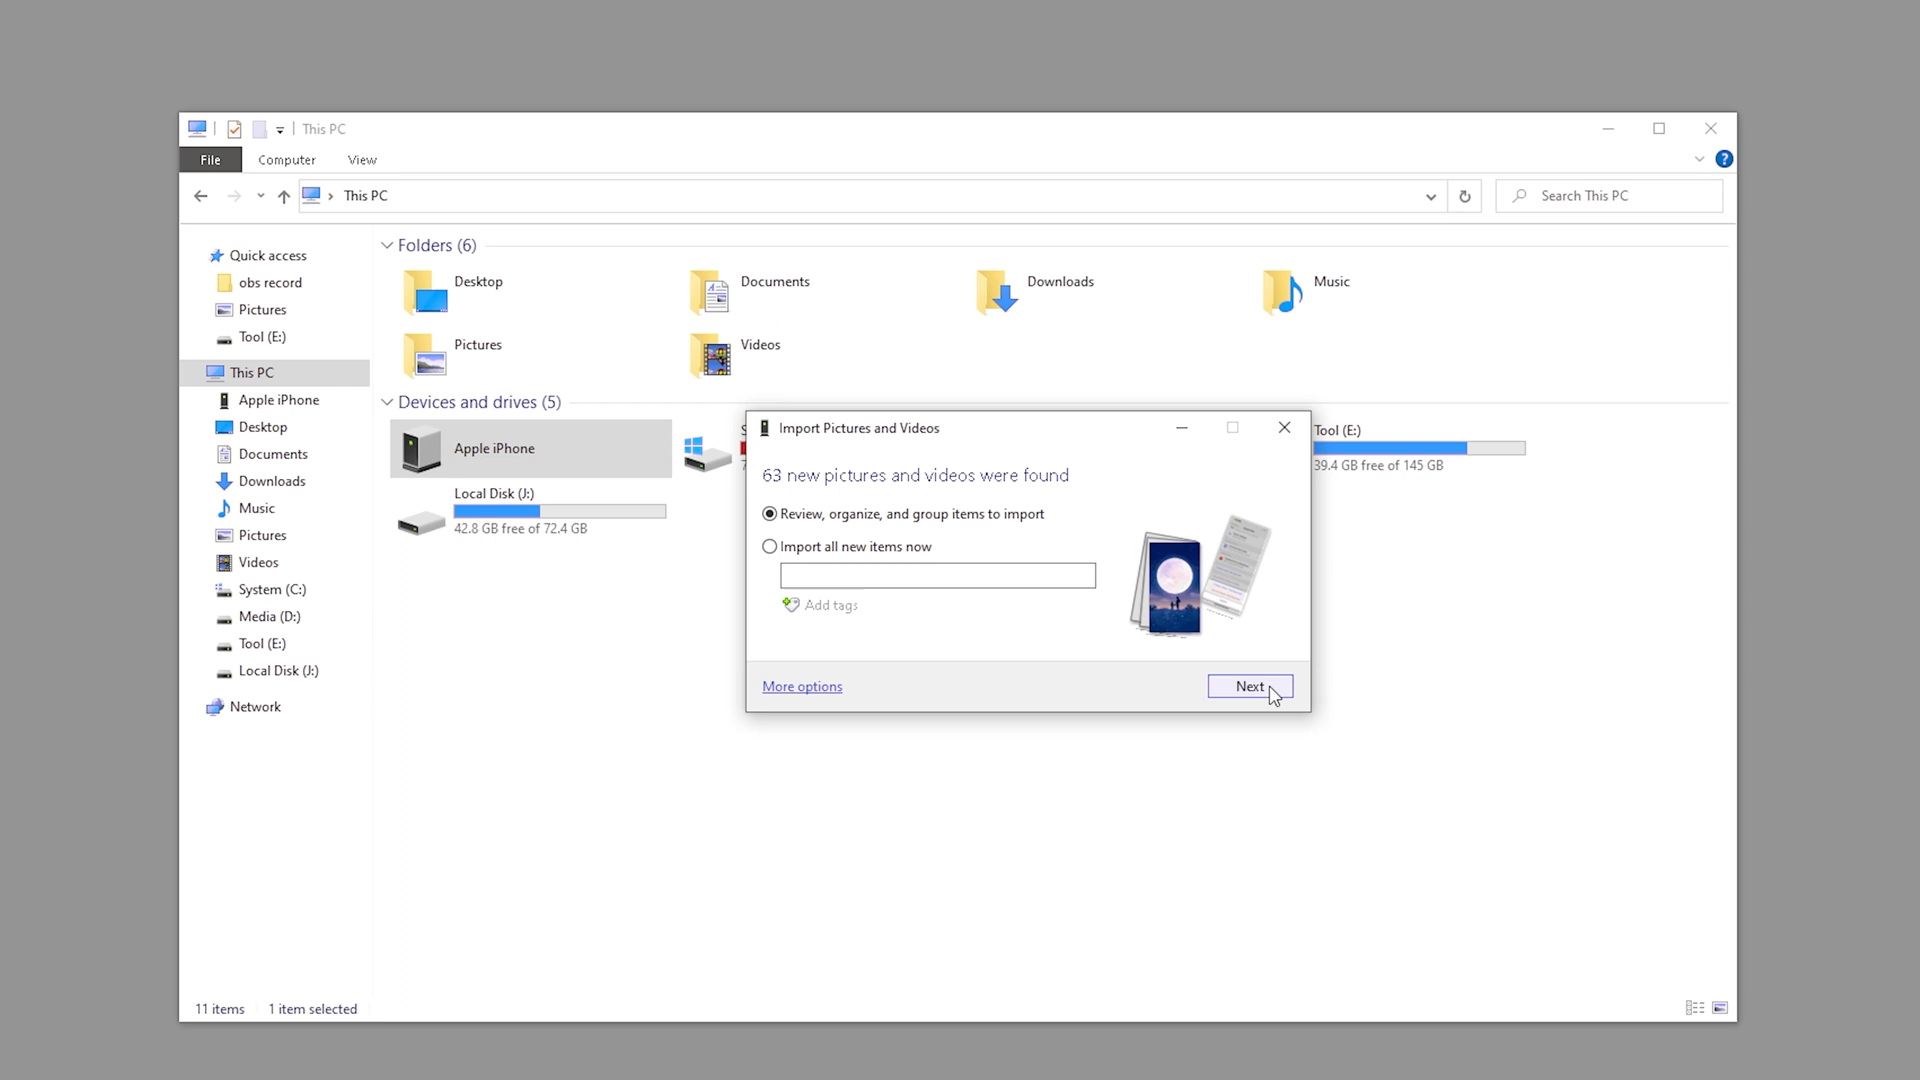 This PC
File Computer View
This PC
Search This PC
Quick access
obs record
Pictures
Tool (E:)
This PC
Apple iPhone
Desktop
Documents
Downloads
Music
Pictures
Videos
System (C:)
Media (D:)
Tool (E:)
Local Disk (J:)
Network
Folders (6)
Desktop
Documents
Downloads
Music
Pictures
Videos
Devices and drives (5)
Apple iPhone
Tool (E:)
39.4 GB free of 145 GB
Local Disk (J:)
42.8 GB free of 72.4 GB
Import Pictures and Videos
63 new pictures and videos were found
Review, organize, and group items to import
Import all new items now
Add tags
More options
Next
11 items 1 item selected